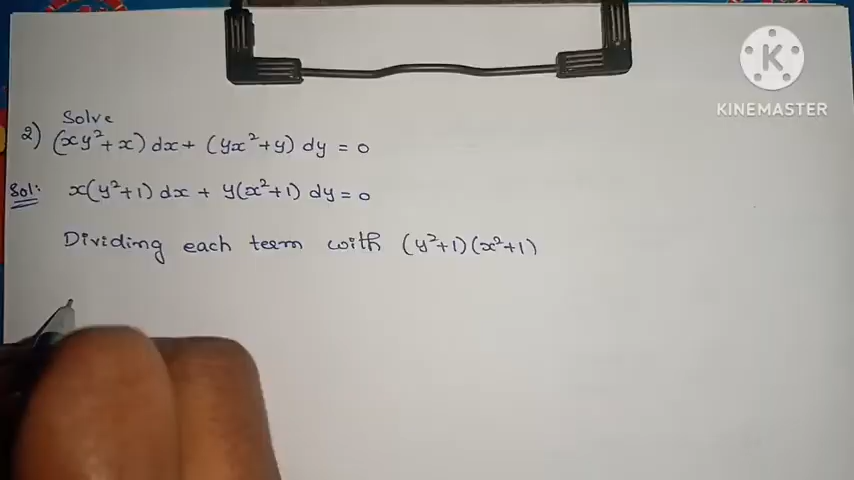 Solve
2) (xy²+x) dx + (yx²+y) dy = 0
Sol: x(y²+1) dx + y(x²+1) dy = 0
Dividing each term with (y²+1)(x²+1)
K
KINEMASTER